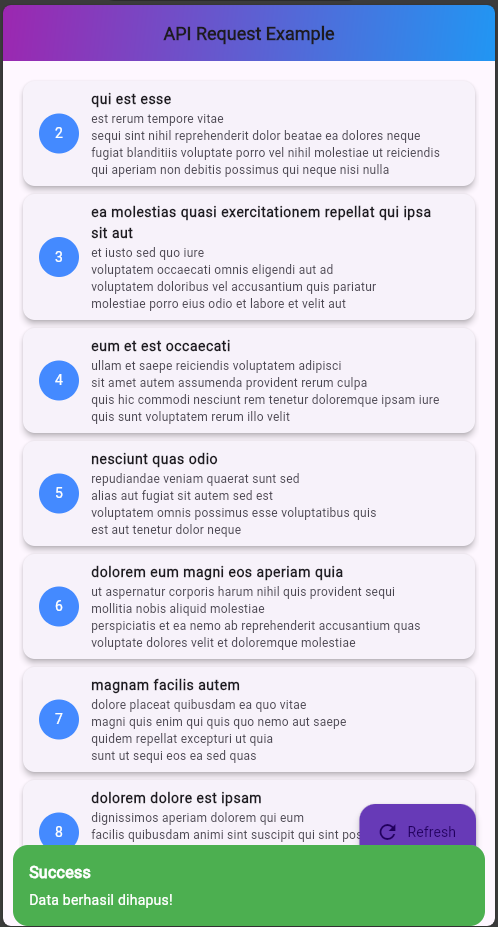 API Request Example
2
qui est esse
est rerum tempore vitae
sequi sint nihil reprehenderit dolor beatae ea dolores neque
fugiat blanditiis voluptate porro vel nihil molestiae ut reiciendis
qui aperiam non debitis possimus qui neque nisi nulla
3
ea molestias quasi exercitationem repellat qui ipsa
sit aut
et iusto sed quo iure
voluptatem occaecati omnis eligendi aut ad
voluptatem doloribus vel accusantium quis pariatur
molestiae porro eius odio et labore et velit aut
4
eum et est occaecati
ullam et saepe reiciendis voluptatem adipisci
sit amet autem assumenda provident rerum culpa
quis hic commodi nesciunt rem tenetur doloremque ipsam iure
quis sunt voluptatem rerum illo velit
5
nesciunt quas odio
repudiandae veniam quaerat sunt sed
alias aut fugiat sit autem sed est
voluptatem omnis possimus esse voluptatibus quis
est aut tenetur dolor neque
6
dolorem eum magni eos aperiam quia
ut aspernatur corporis harum nihil quis provident sequi
mollitia nobis aliquid molestiae
perspiciatis et ea nemo ab reprehenderit accusantium quas
voluptate dolores velit et doloremque molestiae
7
magnam facilis autem
dolore placeat quibusdam ea quo vitae
magni quis enim qui quis quo nemo aut saepe
quidem repellat excepturi ut quia
sunt ut sequi eos ea sed quas
8
dolorem dolore est ipsam
dignissimos aperiam dolorem qui eum
facilis quibusdam animi sint suscipit qui sint
Refresh
Success
Data berhasil dihapus!